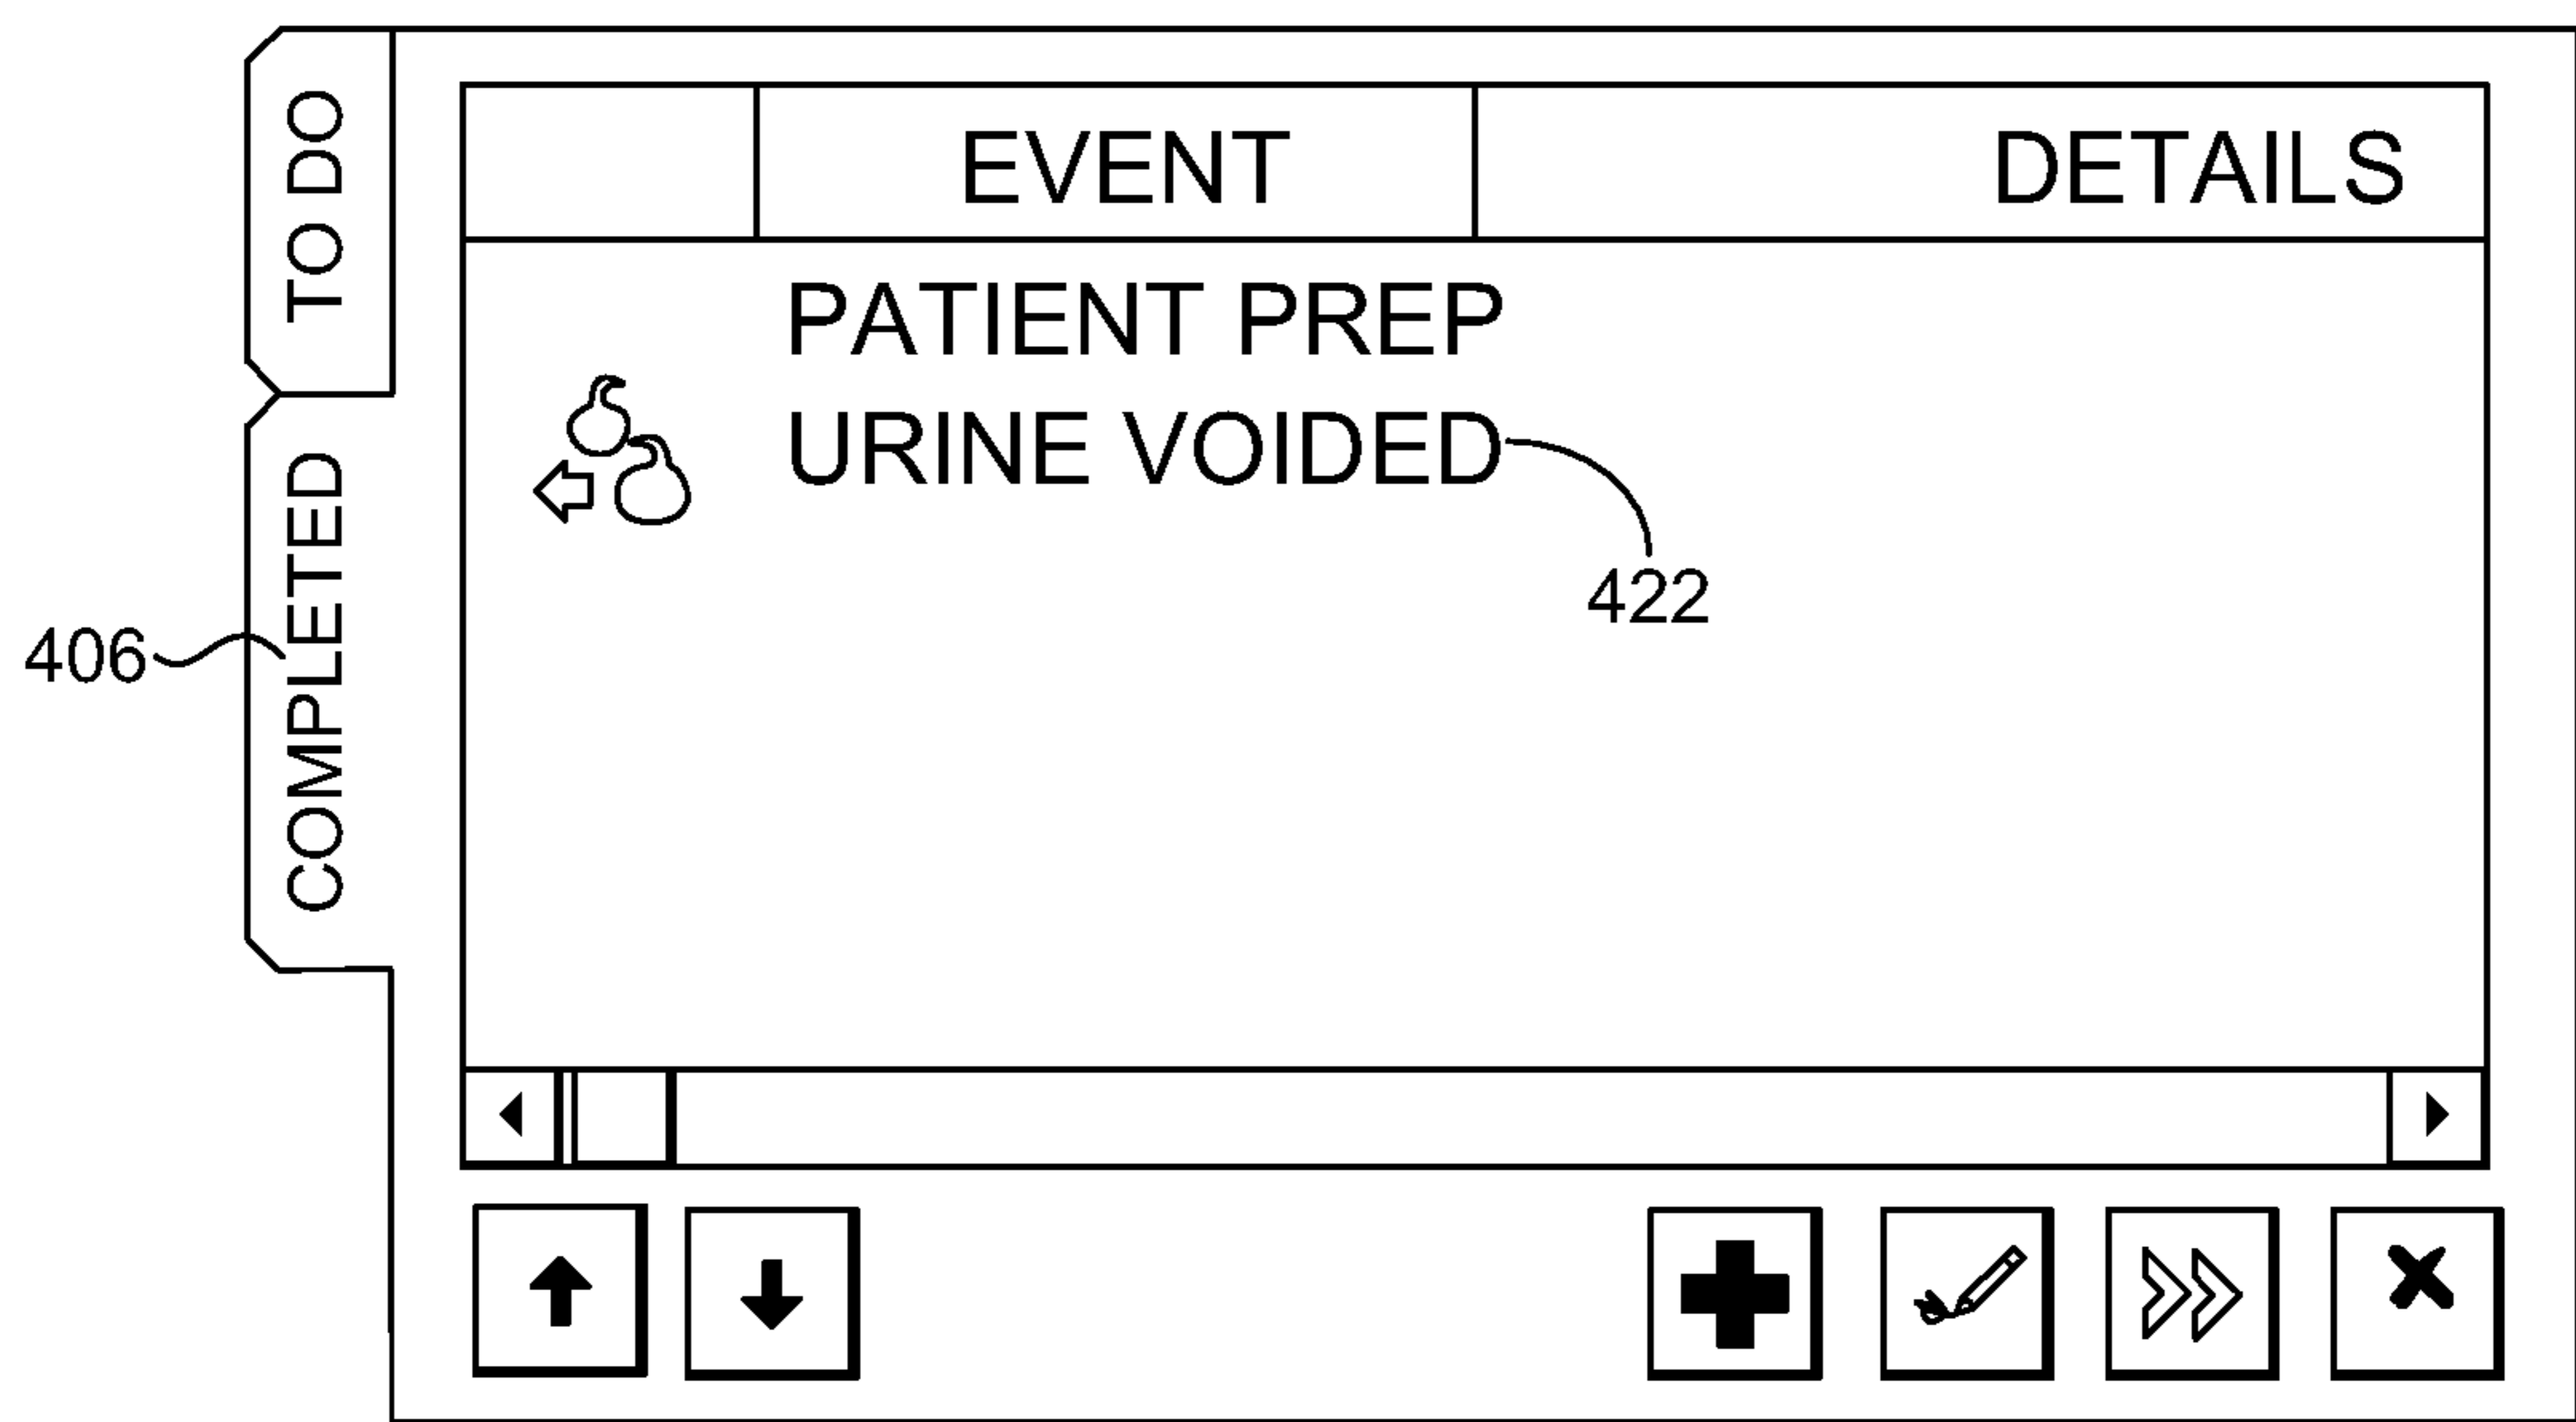 TO DO
COMPLETED
406
EVENT
DETAILS
PATIENT PREP
URINE VOIDED
422